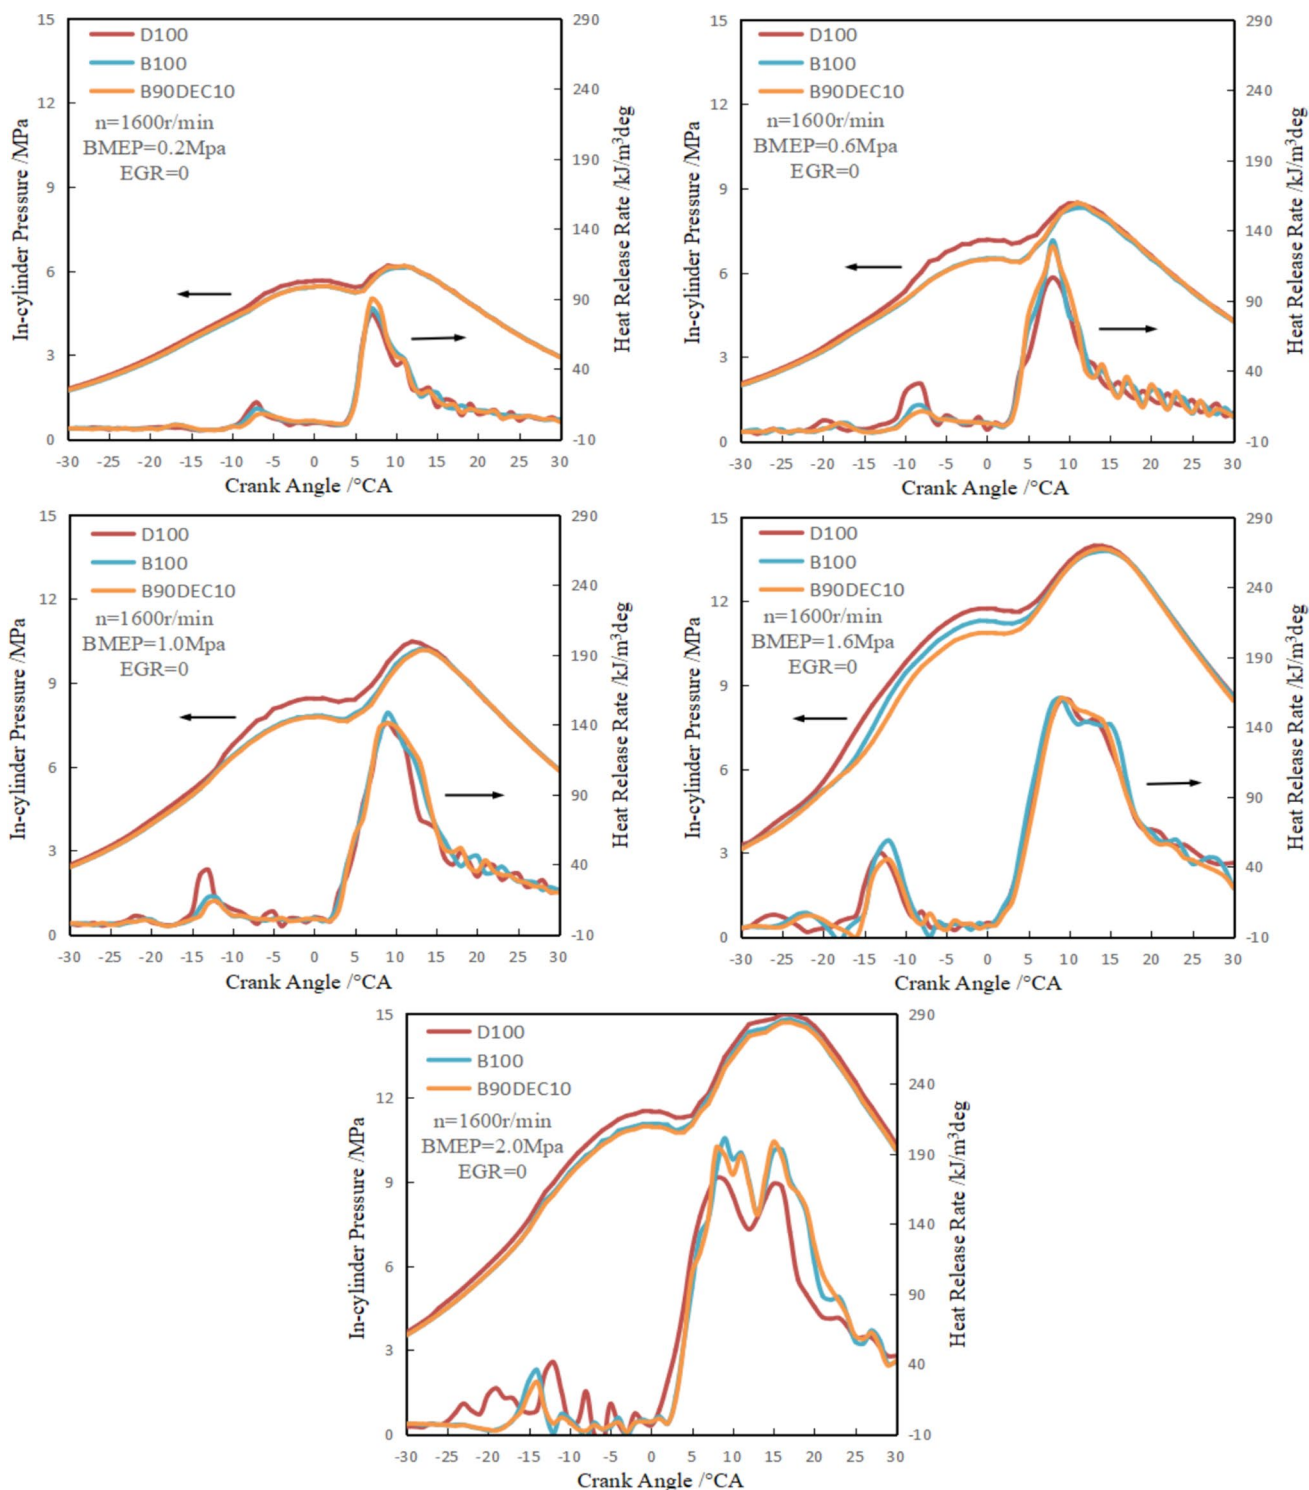 15
12
9
6
3
0
In-cylinder Pressure /MPa
D100
B100
B90DEC10
n=1600r/min
BMEP=0.2Mpa
EGR=0
290
240
190
140
90
40
-10
Heat Release Rate /kJ/m³deg
-30 -25 -20 -15 -10 -5 0 5 10 15 20 25 30
Crank Angle /°CA
15
12
9
6
3
0
In-cylinder Pressure /MPa
D100
B100
B90DEC10
n=1600r/min
BMEP=0.6Mpa
EGR=0
290
240
190
140
90
40
-10
Heat Release Rate /kJ/m³deg
-30 -25 -20 -15 -10 -5 0 5 10 15 20 25 30
Crank Angle /°CA
15
12
9
6
3
0
In-cylinder Pressure /MPa
D100
B100
B90DEC10
n=1600r/min
BMEP=1.0Mpa
EGR=0
290
240
190
140
90
40
-10
Heat Release Rate /kJ/m³deg
-30 -25 -20 -15 -10 -5 0 5 10 15 20 25 30
Crank Angle /°CA
15
12
9
6
3
0
In-cylinder Pressure /MPa
D100
B100
B90DEC10
n=1600r/min
BMEP=1.6Mpa
EGR=0
290
240
190
140
90
40
-10
Heat Release Rate /kJ/m³deg
-30 -25 -20 -15 -10 -5 0 5 10 15 20 25 30
Crank Angle /°CA
15
12
9
6
3
0
In-cylinder Pressure /MPa
D100
B100
B90DEC10
n=1600r/min
BMEP=2.0Mpa
EGR=0
290
240
190
140
90
40
-10
Heat Release Rate /kJ/m³deg
-30 -25 -20 -15 -10 -5 0 5 10 15 20 25 30
Crank Angle /°CA